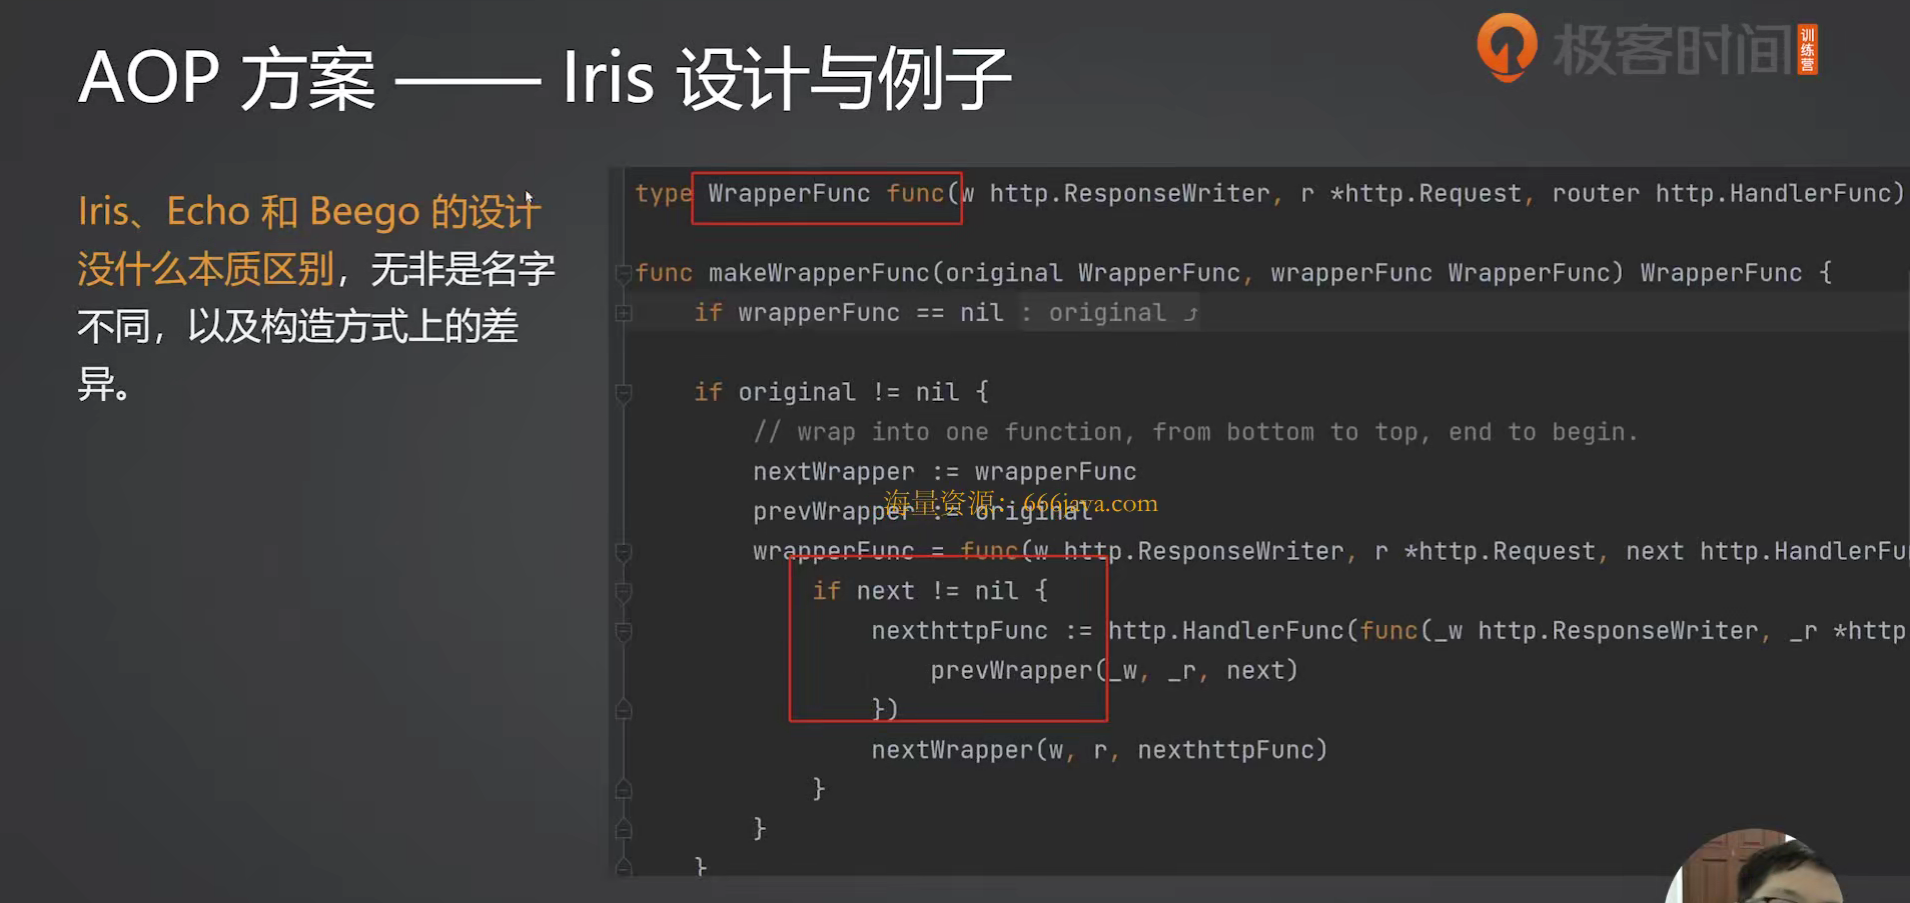 AOP 方案 —— Iris 设计与例子
极客时间
训练营
Iris、Echo 和 Beego 的设计
没什么本质区别，无非是名字
不同，以及构造方式上的差
异。
type WrapperFunc func(w http.ResponseWriter, r *http.Request, router http.HandlerFunc)
func makeWrapperFunc(original WrapperFunc, wrapperFunc WrapperFunc) WrapperFunc {
if wrapperFunc == nil : original ⤴
if original != nil {
// wrap into one function, from bottom to top, end to begin.
nextWrapper := wrapperFunc
prevWrapper := original
海量资源：666java.com
wrapperFunc = func(w http.ResponseWriter, r *http.Request, next http.HandlerFu
if next != nil {
nexthttpFunc := http.HandlerFunc(func(_w http.ResponseWriter, _r *http
prevWrapper(_w, _r, next)
})
nextWrapper(w, r, nexthttpFunc)
}
}
}